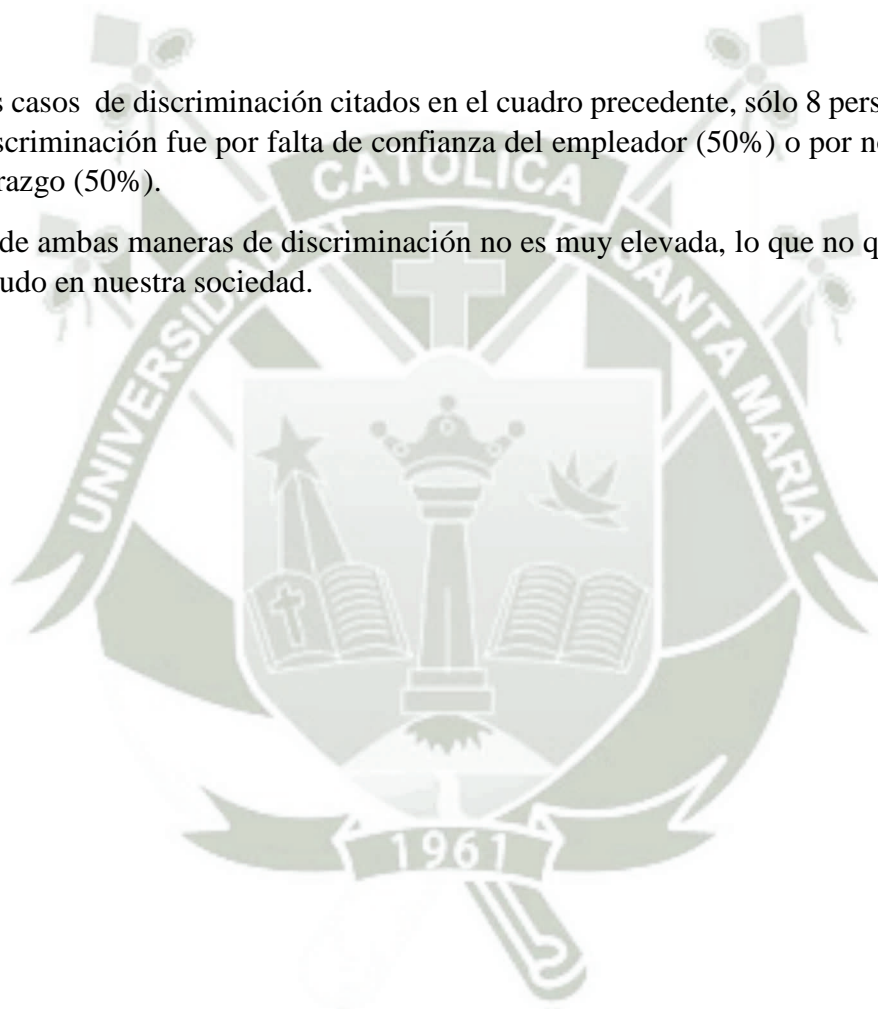 s casos de discriminación citados en el cuadro precedente, sólo 8 pers
scriminación fue por falta de confianza del empleador (50%) o por no
razgo (50%).
de ambas maneras de discriminación no es muy elevada, lo que no q
udo en nuestra sociedad.
UNIVERSIDAD CATOLICA SANTA MARIA
1961